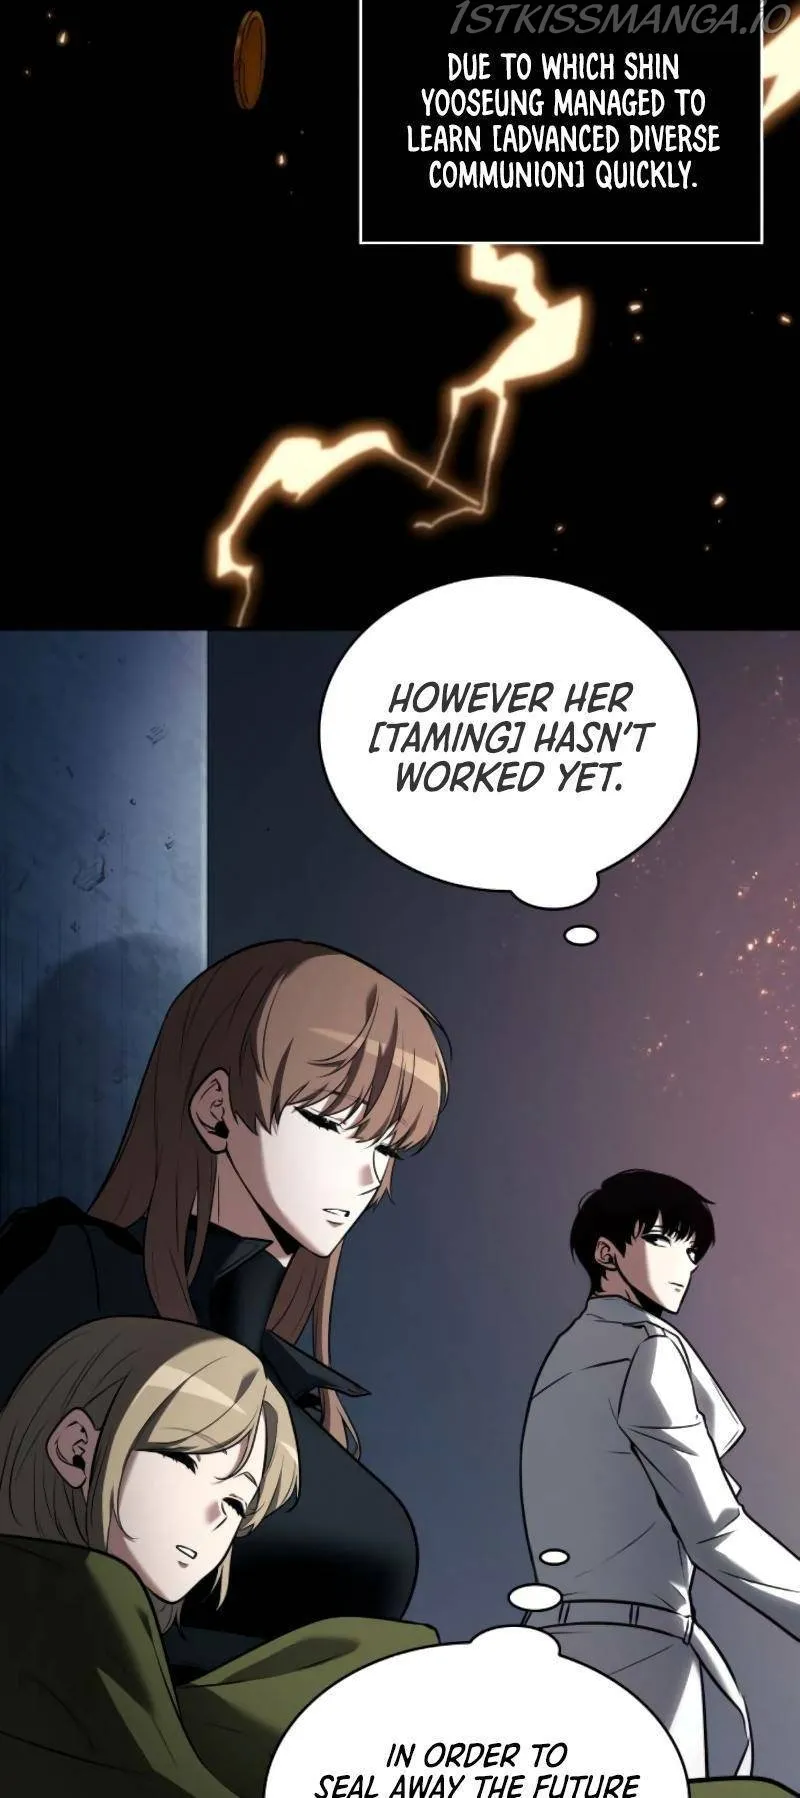 1STKISSMANGA.IO
DUE TO WHICH SHIN
YOOSEUNG MANAGED TO
LEARN [ADVANCED DIVERSE
COMMUNION] QUICKLY.
HOWEVER HER
[TAMING] HASN'T
WORKED YET.
IN ORDER TO
SEAL AWAY THE FUTURE